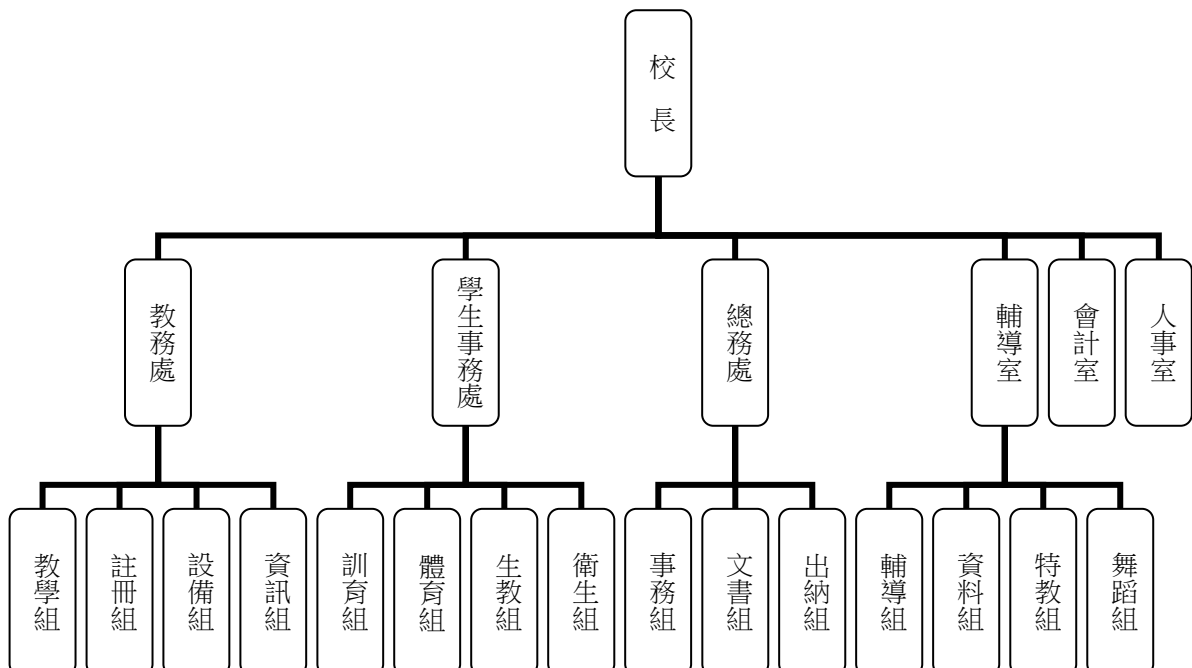 校長
教務處
學生事務處
總務處
輔導室
會計室
人事室
教學組
註冊組
設備組
資訊組
訓育組
體育組
生教組
衛生組
事務組
文書組
出納組
輔導組
資料組
特教組
舞蹈組